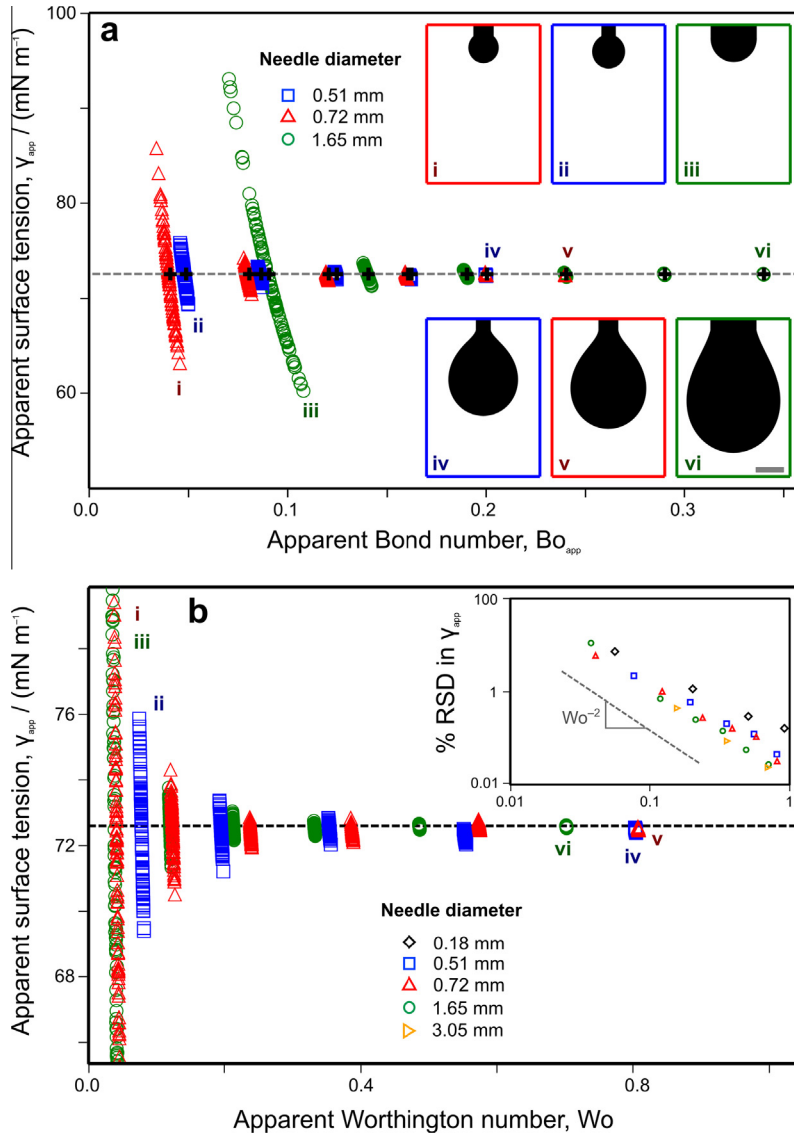 a
Apparent surface tension, γapp / (mN m⁻¹)
100
80
60
Needle diameter
0.51 mm
0.72 mm
1.65 mm
i
ii
iii
iv
v
vi
i
ii
iii
iv
v
vi
0.0
0.1
0.2
0.3
Apparent Bond number, Boapp
b
Apparent surface tension, γapp / (mN m⁻¹)
76
72
68
i
iii
ii
% RSD in γapp
100
1
0.01
Wo⁻²
0.01
0.1
1
vi
iv
v
Needle diameter
0.18 mm
0.51 mm
0.72 mm
1.65 mm
3.05 mm
0.0
0.4
0.8
Apparent Worthington number, Wo